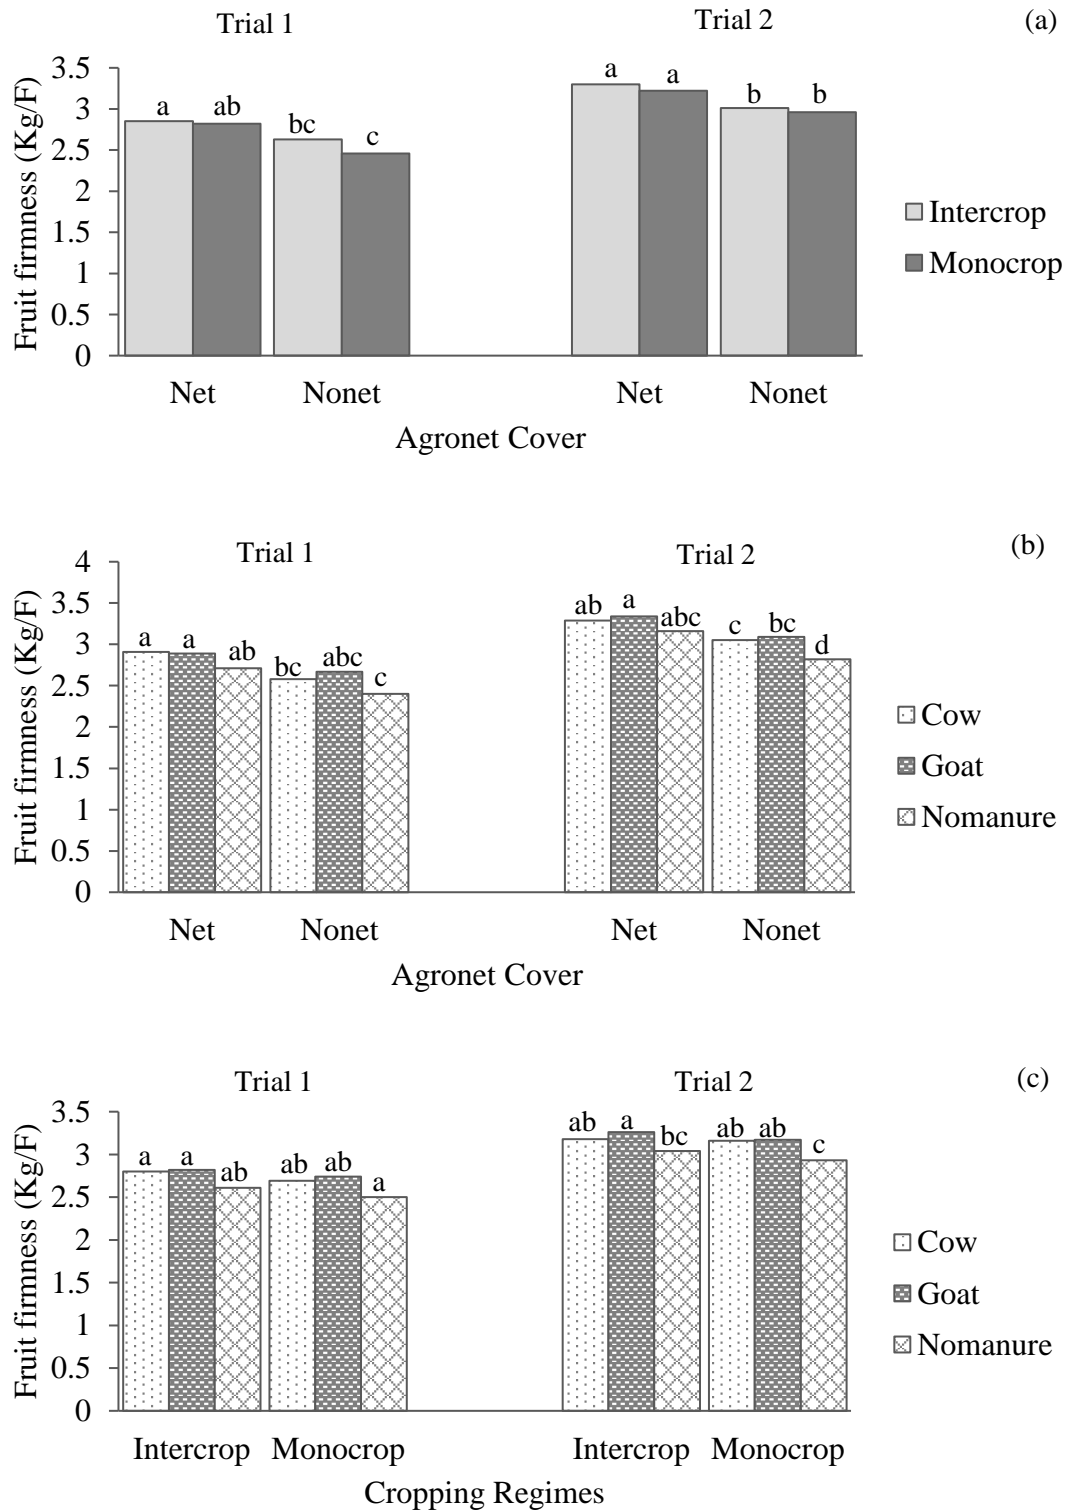 Trial 1
Trial 2
(a)
Fruit firmness (Kg/F)
3.5
3
2.5
2
1.5
1
0.5
0
a
ab
bc
c
a
a
b
b
Net
Nonet
Net
Nonet
Agronet Cover
Intercrop
Monocrop
Trial 1
Trial 2
(b)
Fruit firmness (Kg/F)
4
3.5
3
2.5
2
1.5
1
0.5
0
a
a
ab
bc
abc
c
ab
a
abc
c
bc
d
Net
Nonet
Net
Nonet
Agronet Cover
Cow
Goat
Nomanure
Trial 1
Trial 2
(c)
Fruit firmness (Kg/F)
3.5
3
2.5
2
1.5
1
0.5
0
a
a
ab
ab
ab
a
ab
a
bc
ab
ab
c
Intercrop
Monocrop
Intercrop
Monocrop
Cropping Regimes
Cow
Goat
Nomanure